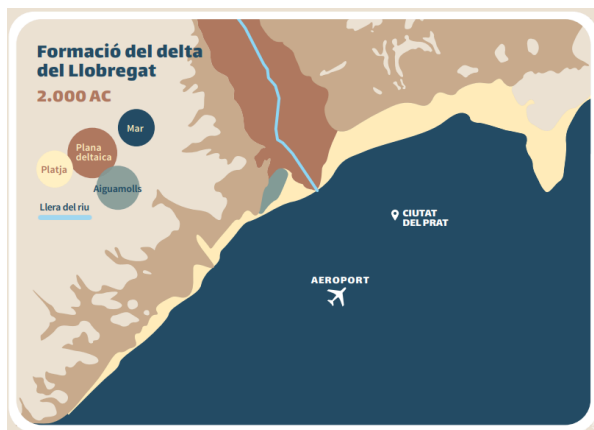 Formació del delta
del Llobregat
2.000 AC
Mar
Plana
deltaica
Platja
Aiguamolls
Llera del riu
CIUTAT
DEL PRAT
AEROPORT